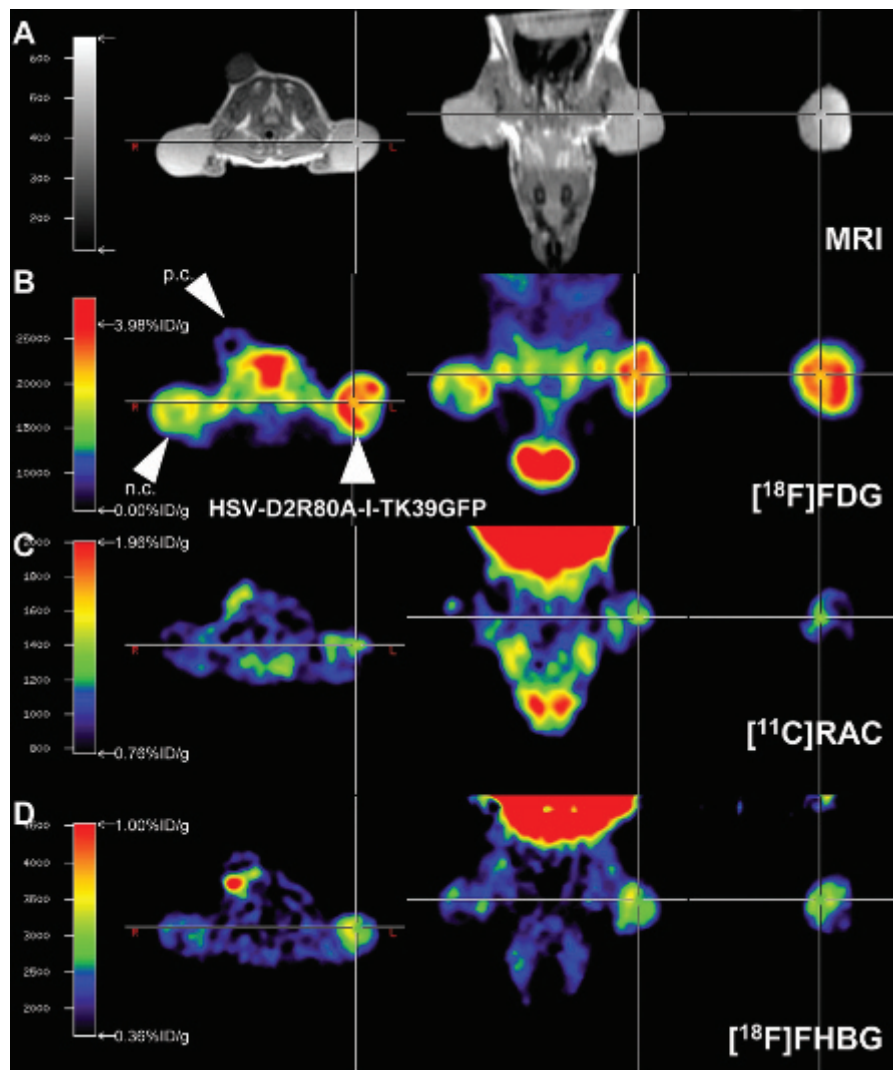 A
600
500
400
300
200
R
L
MRI
B
p.c.
3.98%ID/g
25000
20000
15000
10000
R
L
n.c.
HSV-D2R80A-I-TK39GFP
0.00%ID/g
[18F]FDG
C
1.96%ID/g
1800
1600
1400
1200
1000
800
R
L
0.76%ID/g
[11C]RAC
D
1.00%ID/g
4000
3500
3000
2500
2000
R
L
0.36%ID/g
[18F]FHBG